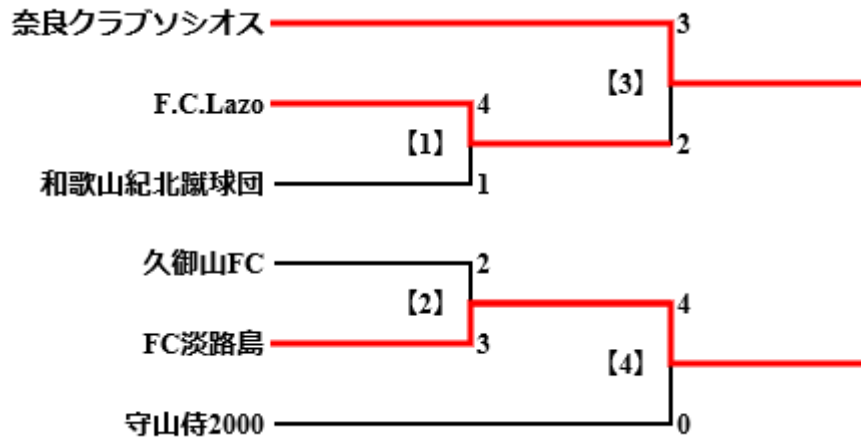 奈良クラブソシオス
3
【3】
F.C.Lazo
4
【1】
2
和歌山紀北蹴球団
1
久御山FC
2
【2】
4
FC淡路島
3
【4】
守山侍2000
0